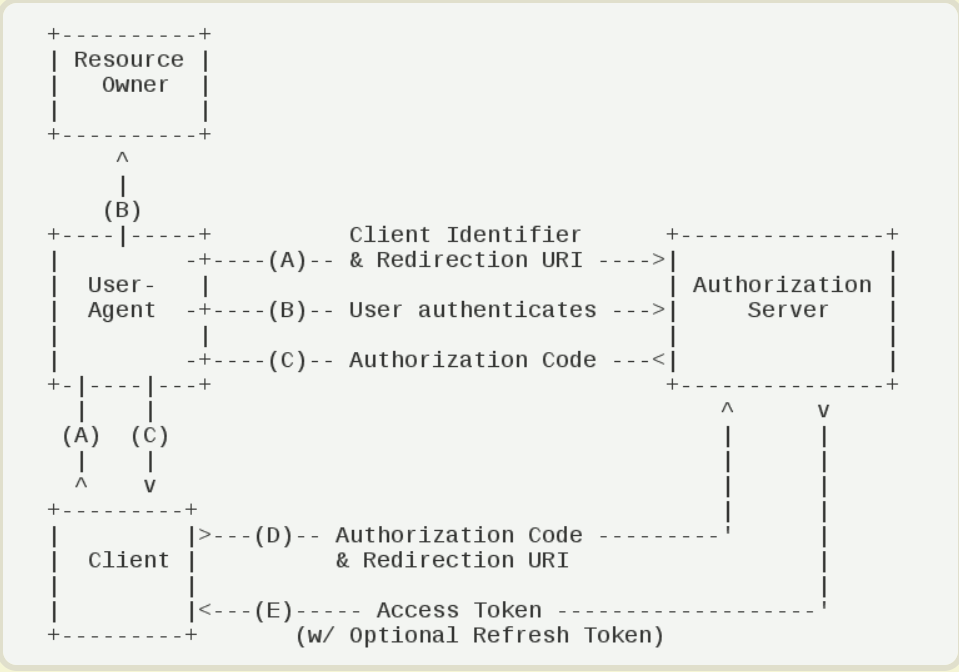 +----------+
| Resource |
|   Owner  |
|          |
+----------+
     ^
     |
    (B)
+----|-----+          Client Identifier      +---------------+
|         -+----(A)-- & Redirection URI ---->|               |
|  User-   |                                 | Authorization |
|  Agent  -+----(B)-- User authenticates --->|     Server    |
|          |                                 |               |
|         -+----(C)-- Authorization Code ---<|               |
+-|----|---+                                 +---------------+
  |    |                                         ^      v
 (A)  (C)                                        |      |
  |    |                                         |      |
  ^    v                                         |      |
+---------+                                      |      |
|         |>---(D)-- Authorization Code ---------'      |
|  Client |          & Redirection URI                  |
|         |                                             |
|         |<---(E)----- Access Token -------------------'
+---------+       (w/ Optional Refresh Token)